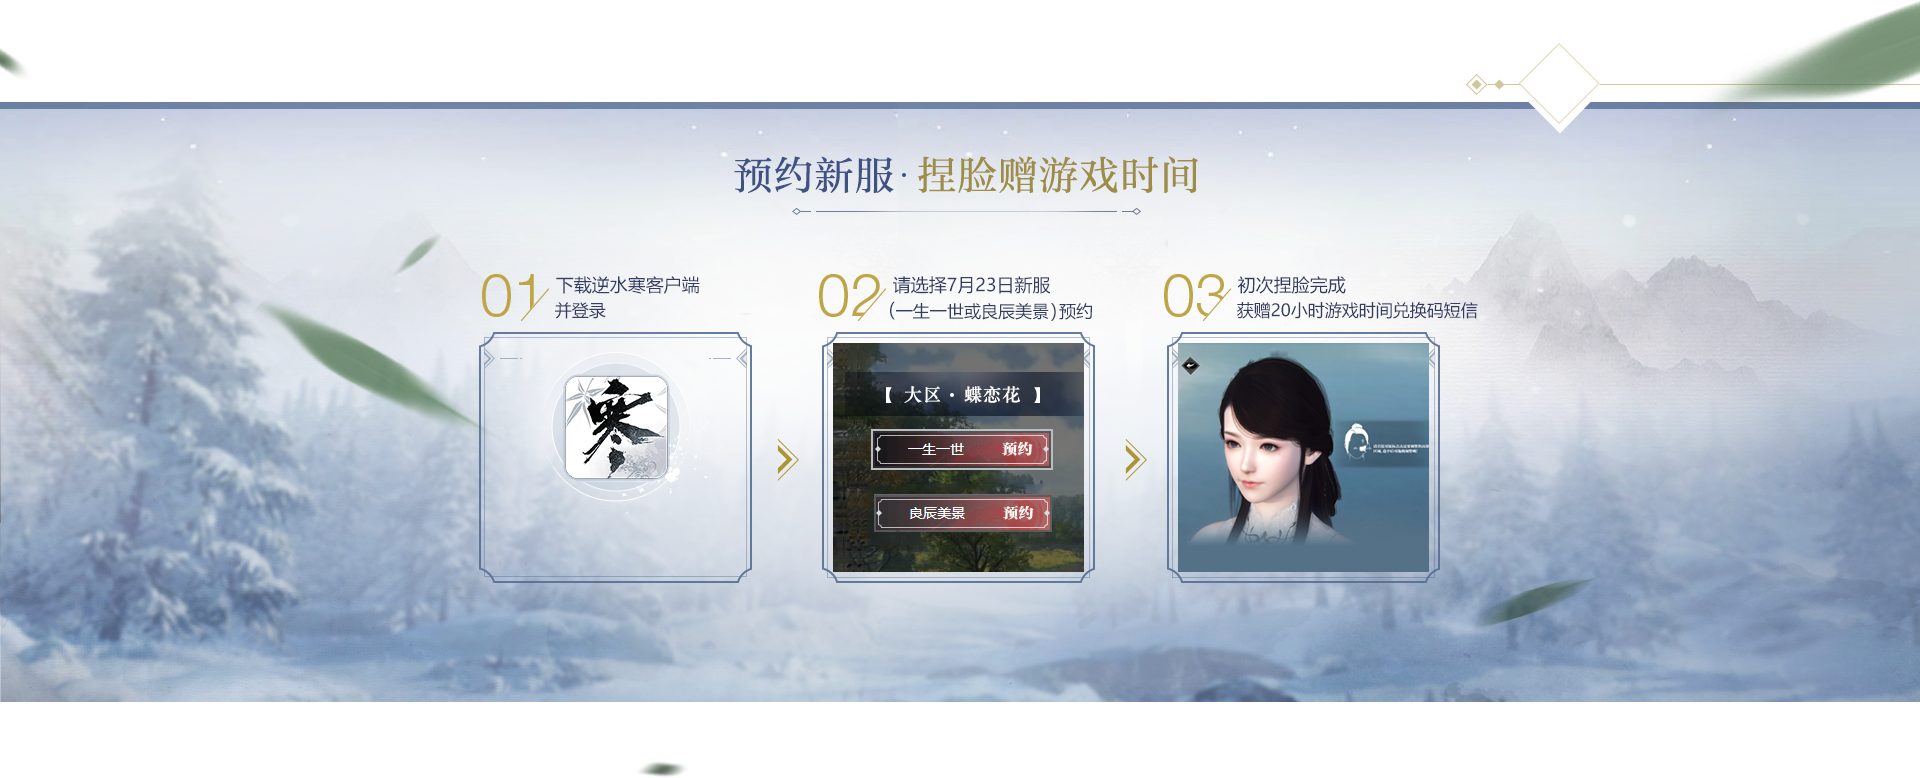 预约新服·捏脸赠游戏时间
01 下载逆水寒客户端
并登录
02 请选择7月23日新服
（一生一世或良辰美景）预约
03 初次捏脸完成
获赠20小时游戏时间兑换码短信
寒
【 大区 · 蝶恋花 】
一生一世 预约
良辰美景 预约